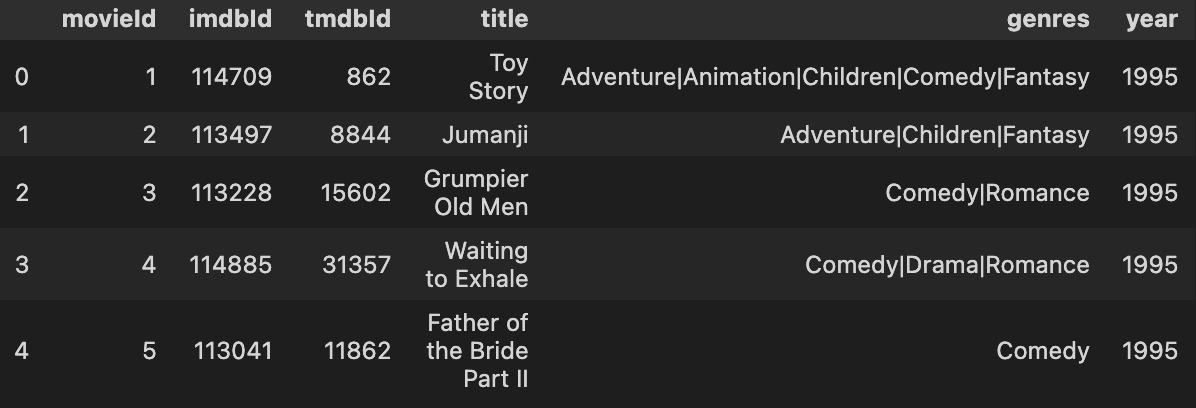 movieId imdbId tmdbId title genres year
0 1 114709 862 Toy Story Adventure|Animation|Children|Comedy|Fantasy 1995
1 2 113497 8844 Jumanji Adventure|Children|Fantasy 1995
2 3 113228 15602 Grumpier Old Men Comedy|Romance 1995
3 4 114885 31357 Waiting to Exhale Comedy|Drama|Romance 1995
4 5 113041 11862 Father of the Bride Part II Comedy 1995